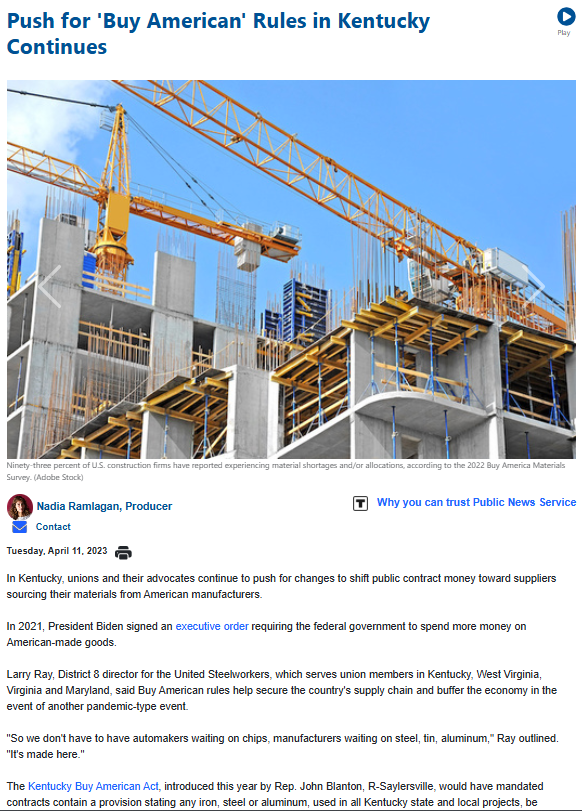 Push for 'Buy American' Rules in Kentucky
Continues
Play
Ninety-three percent of U.S. construction firms have reported experiencing material shortages and/or allocations, according to the 2022 Buy America Materials
Survey. (Adobe Stock)
Nadia Ramlagan, Producer
Contact
T Why you can trust Public News Service
Tuesday, April 11, 2023
In Kentucky, unions and their advocates continue to push for changes to shift public contract money toward suppliers
sourcing their materials from American manufacturers.
In 2021, President Biden signed an executive order requiring the federal government to spend more money on
American-made goods.
Larry Ray, District 8 director for the United Steelworkers, which serves union members in Kentucky, West Virginia,
Virginia and Maryland, said Buy American rules help secure the country's supply chain and buffer the economy in the
event of another pandemic-type event.
"So we don't have to have automakers waiting on chips, manufacturers waiting on steel, tin, aluminum," Ray outlined.
"It's made here."
The Kentucky Buy American Act, introduced this year by Rep. John Blanton, R-Saylersville, would have mandated
contracts contain a provision stating any iron, steel or aluminum, used in all Kentucky state and local projects, be